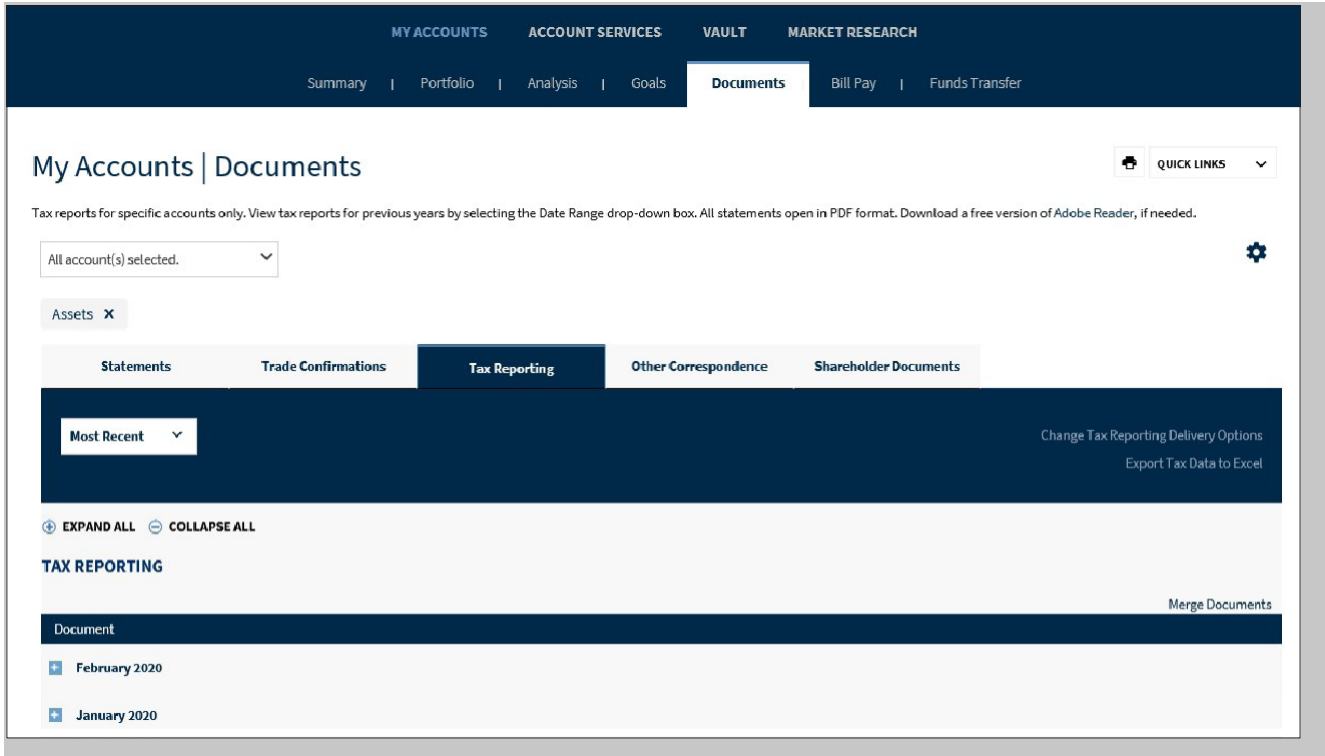 MY ACCOUNTS ACCOUNT SERVICES VAULT MARKET RESEARCH
Summary | Portfolio | Analysis | Goals Documents Bill Pay | Funds Transfer
My Accounts | Documents
QUICK LINKS
Tax reports for specific accounts only. View tax reports for previous years by selecting the Date Range drop-down box. All statements open in PDF format. Download a free version of Adobe Reader, if needed.
All account(s) selected.
Assets X
Statements Trade Confirmations Tax Reporting Other Correspondence Shareholder Documents
Most Recent
Change Tax Reporting Delivery Options
Export Tax Data to Excel
EXPAND ALL COLLAPSE ALL
TAX REPORTING
Merge Documents
Document
February 2020
January 2020